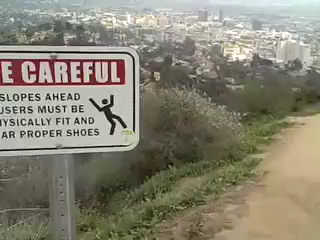 E CAREFUL
SLOPES AHEAD
USERS MUST BE
YSICALLY FIT AND
AR PROPER SHOES